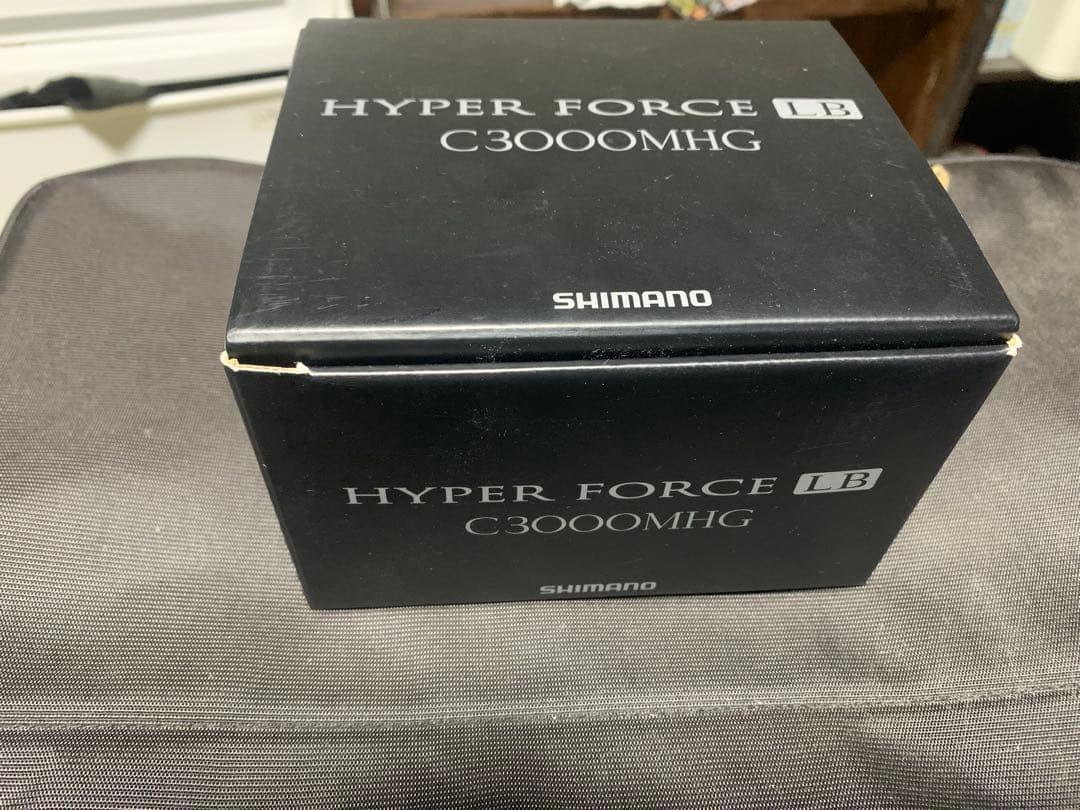 HYPER FORCE LB
C3000MHG
SHIMANO
HYPER FORCE LB
C3000MHG
SHIMANO